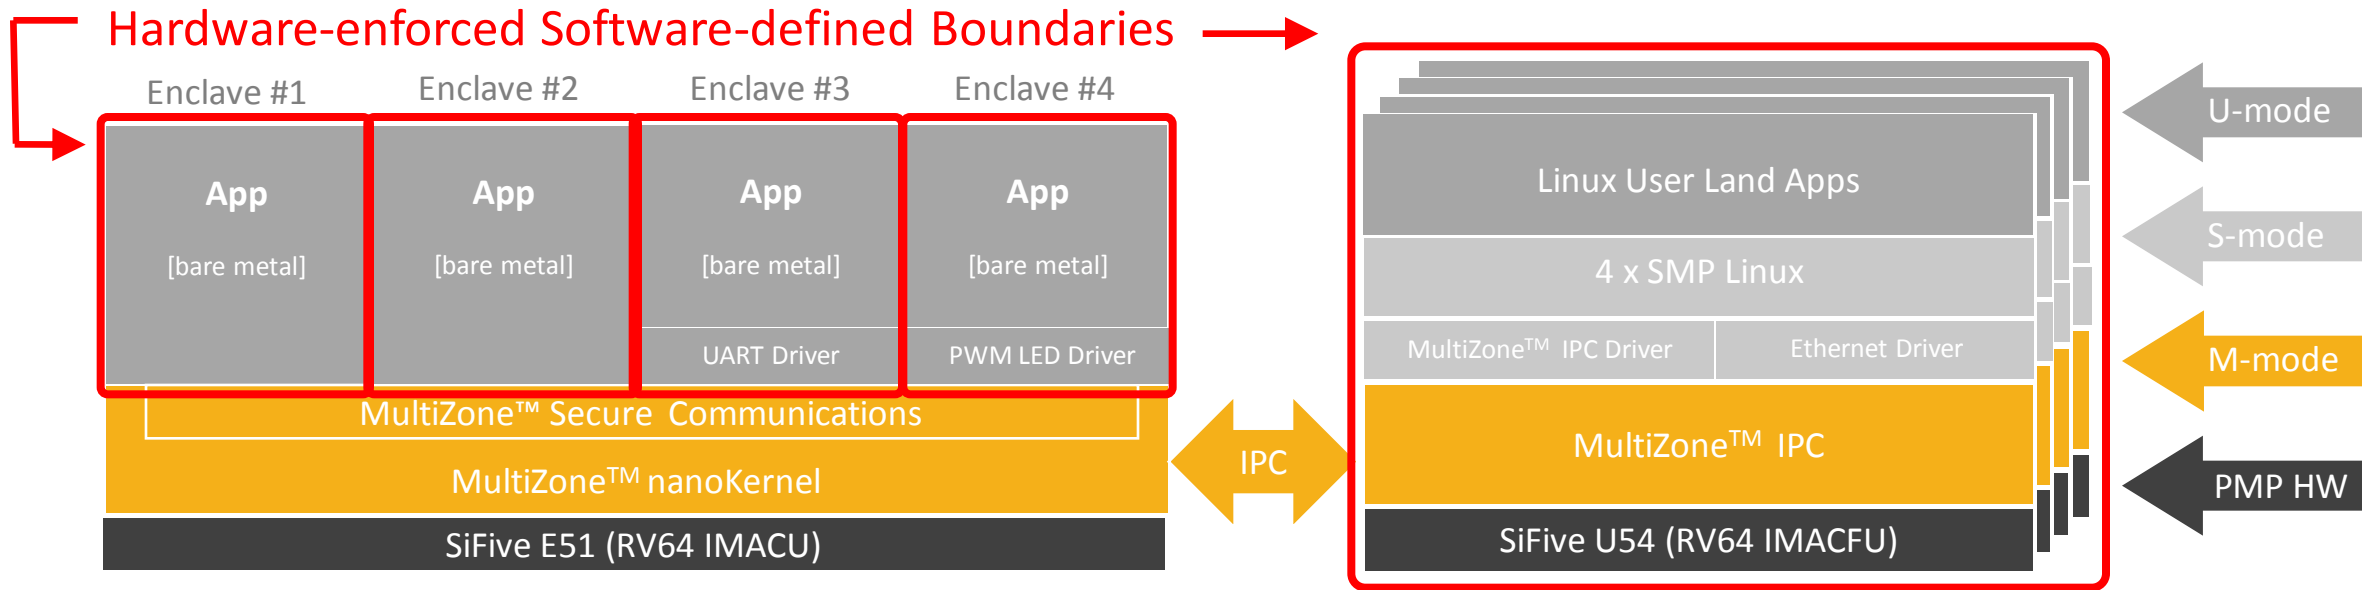 Hardware-enforced Software-defined Boundaries
Enclave #1
Enclave #2
Enclave #3
Enclave #4
App
[bare metal]
App
[bare metal]
App
[bare metal]
UART Driver
App
[bare metal]
PWM LED Driver
MultiZone™ Secure Communications
MultiZone™ nanoKernel
SiFive E51 (RV64 IMACU)
IPC
Linux User Land Apps
4 x SMP Linux
MultiZone™ IPC Driver
Ethernet Driver
MultiZone™ IPC
SiFive U54 (RV64 IMACFU)
U-mode
S-mode
M-mode
PMP HW